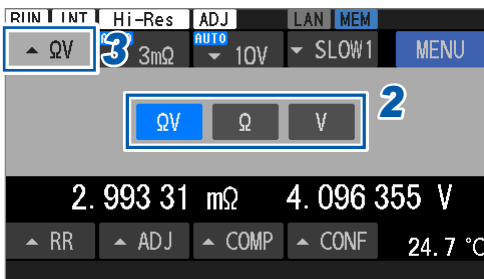 RUN INT Hi-Res ADJ LAN MEM
ΩV 3 3mΩ AUTO 10V SLOW1 MENU
2
ΩV Ω V
2.993 31 mΩ 4.096 355 V
RR ADJ COMP CONF 24.7 °C